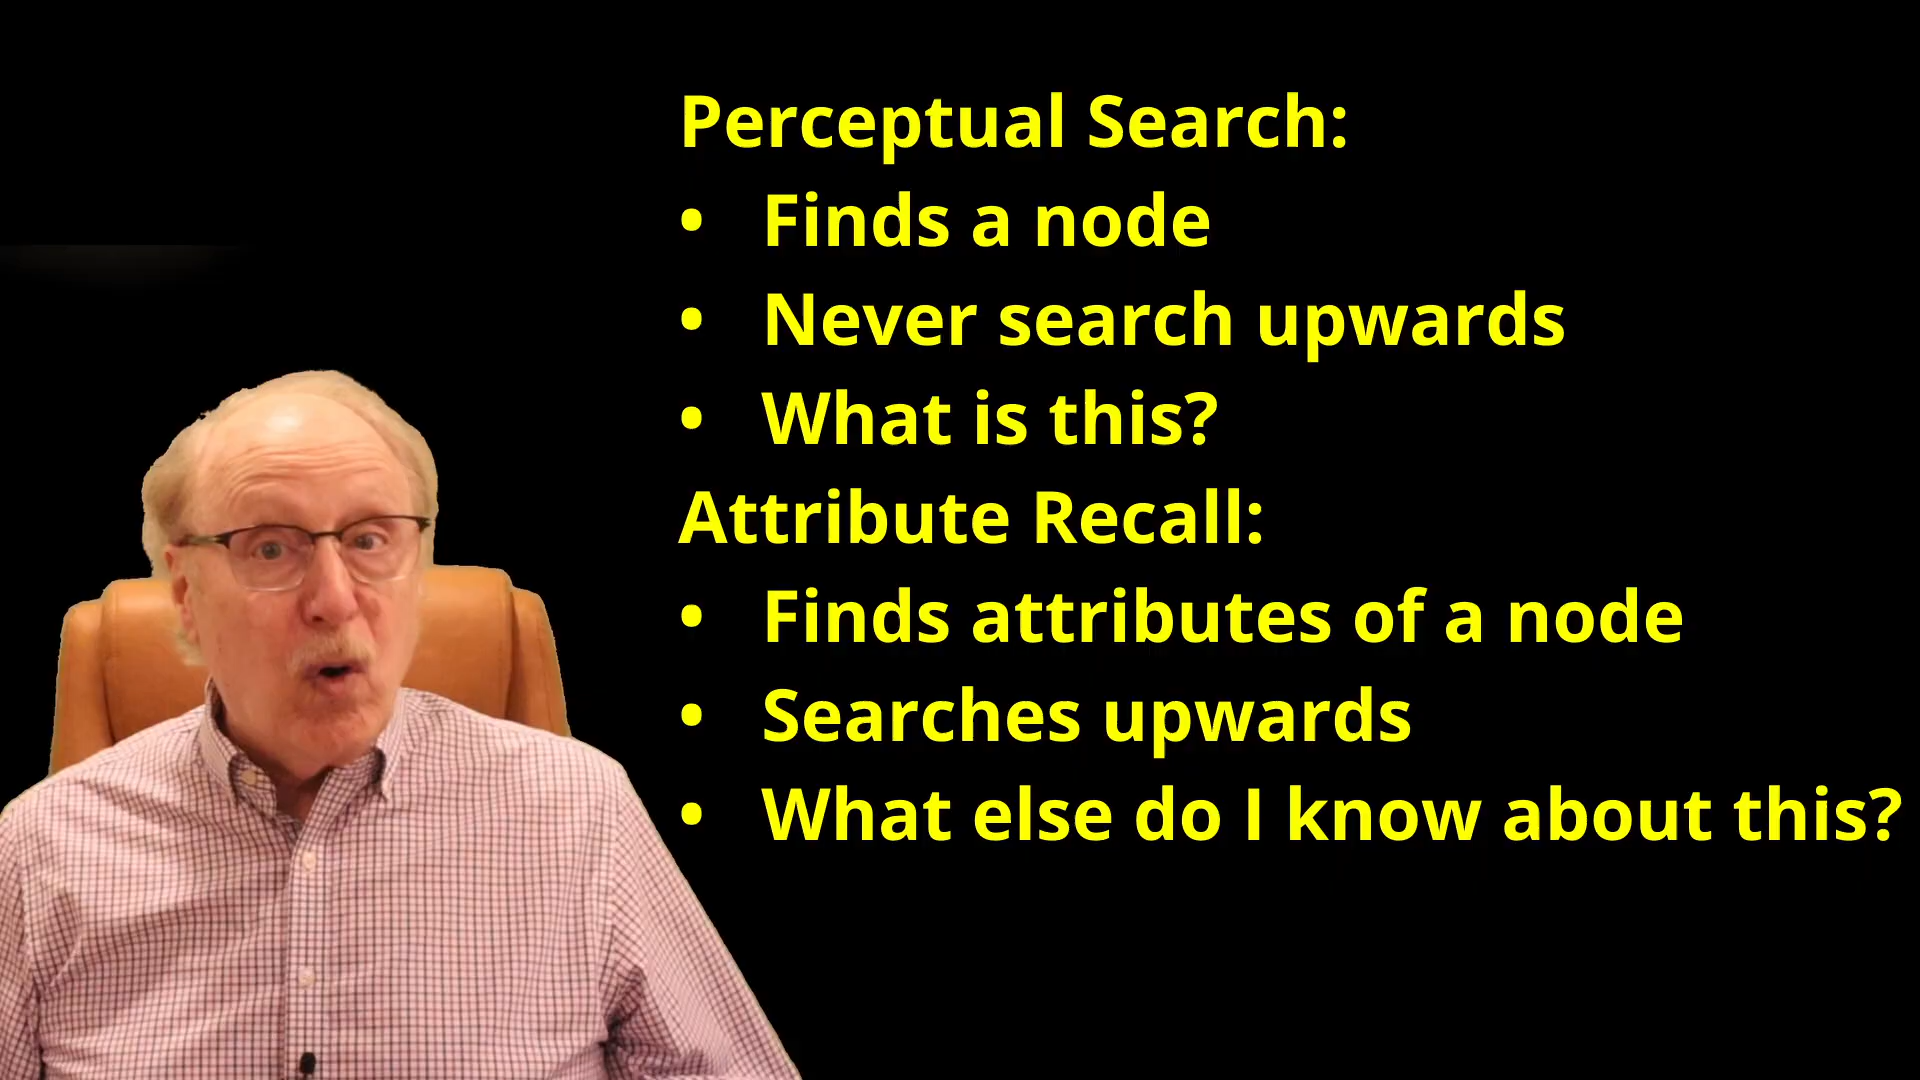 Perceptual Search:
• Finds a node
• Never search upwards
• What is this?
Attribute Recall:
• Finds attributes of a node
• Searches upwards
• What else do I know about this?